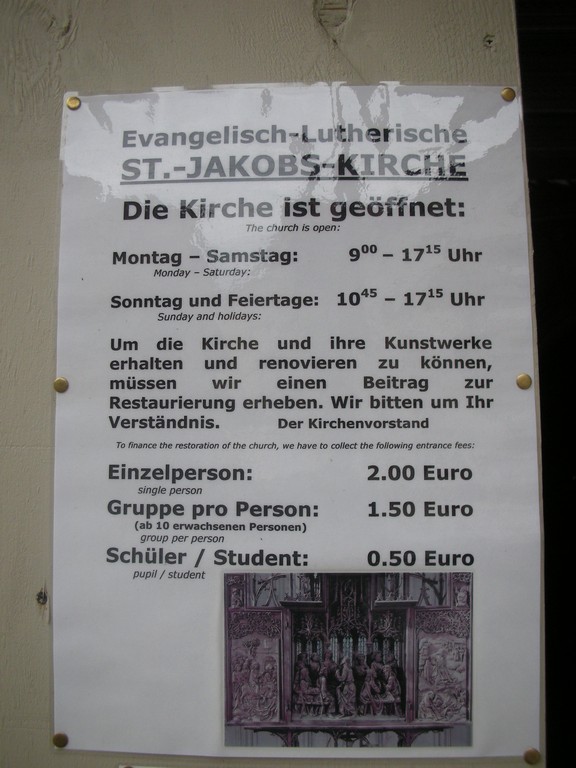 Evangelisch-Lutherische
ST.-JAKOBS-KIRCHE
Die Kirche ist geöffnet:
The church is open:
Montag – Samstag: 9⁰⁰ – 17¹⁵ Uhr
Monday – Saturday:
Sonntag und Feiertage: 10⁴⁵ – 17¹⁵ Uhr
Sunday and holidays:
Um die Kirche und ihre Kunstwerke
erhalten und renovieren zu können,
müssen wir einen Beitrag zur
Restaurierung erheben. Wir bitten um Ihr
Verständnis. Der Kirchenvorstand
To finance the restoration of the church, we have to collect the following entrance fees:
Einzelperson: 2.00 Euro
single person
Gruppe pro Person: 1.50 Euro
(ab 10 erwachsenen Personen)
group per person
Schüler / Student: 0.50 Euro
pupil / student